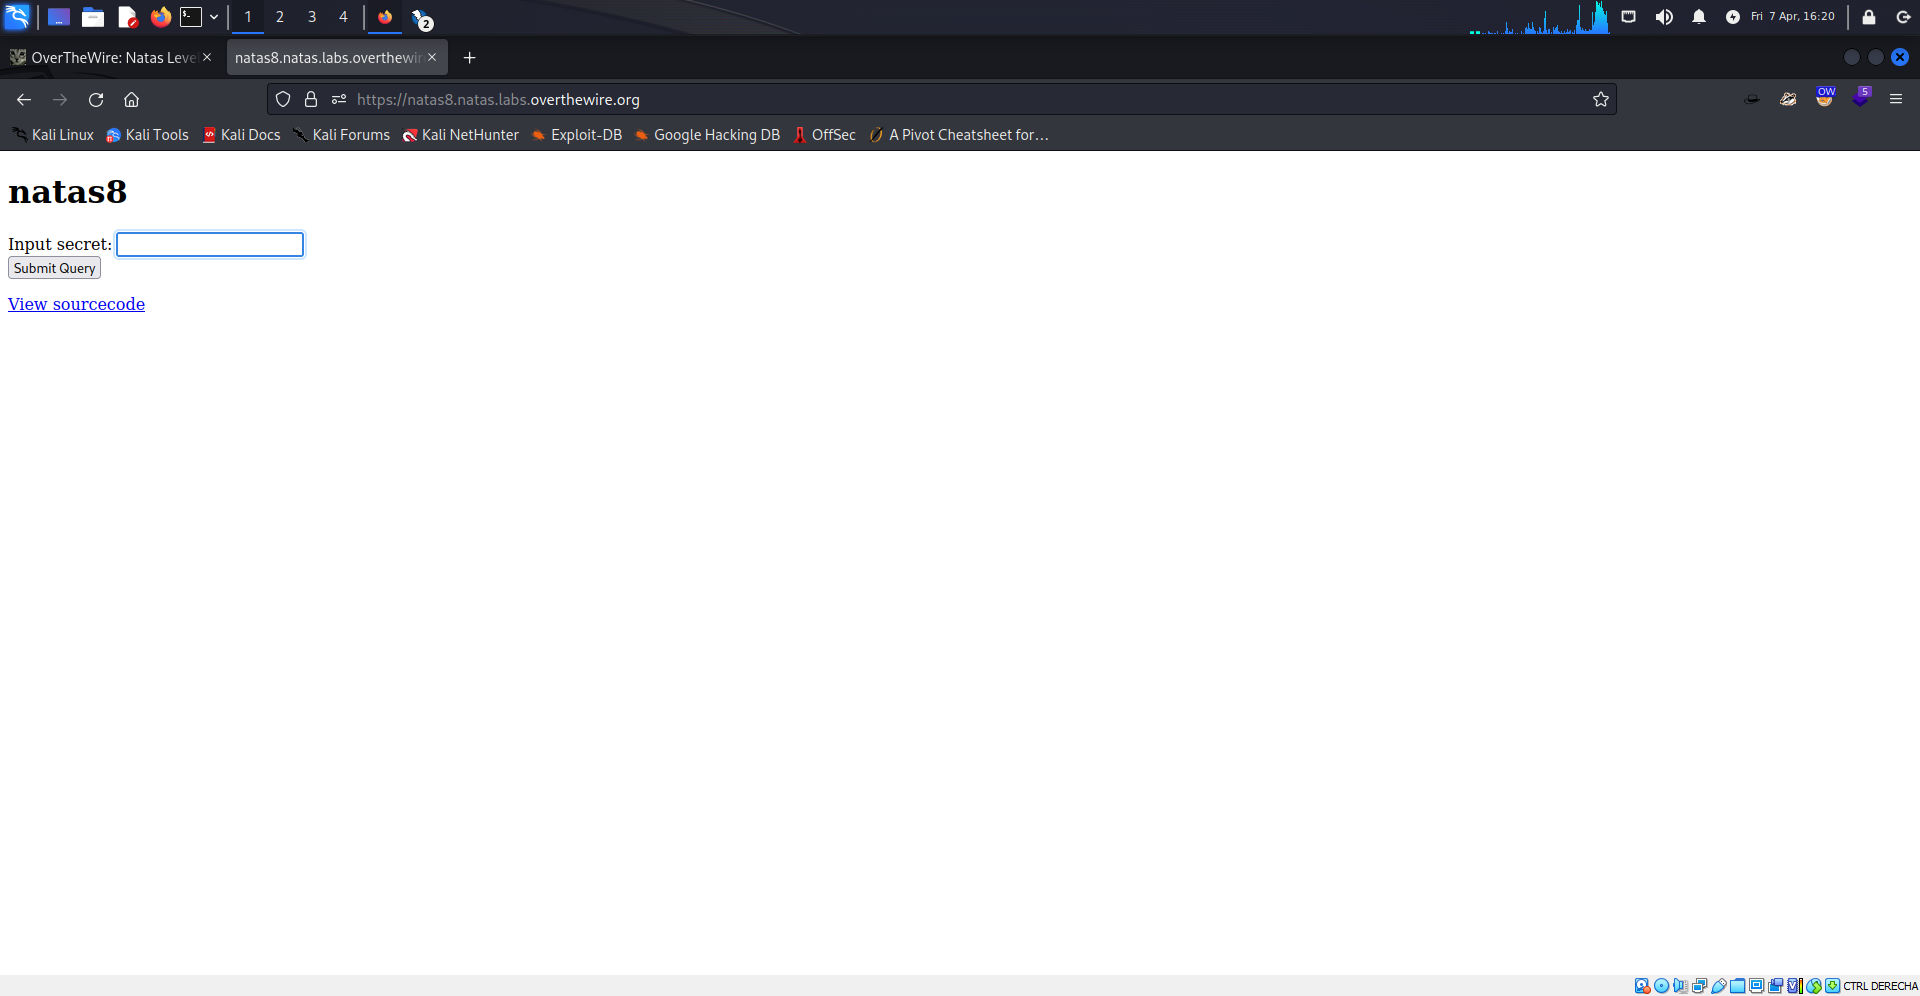 1 2 3 4 2 Fri 7 Apr, 16:20
OverTheWire: Natas Leve natas8.natas.labs.overthewir
https://natas8.natas.labs.overthewire.org OW 5
Kali Linux Kali Tools Kali Docs Kali Forums Kali NetHunter Exploit-DB Google Hacking DB OffSec A Pivot Cheatsheet for…
natas8
Input secret:
Submit Query
View sourcecode
CTRL DERECHA